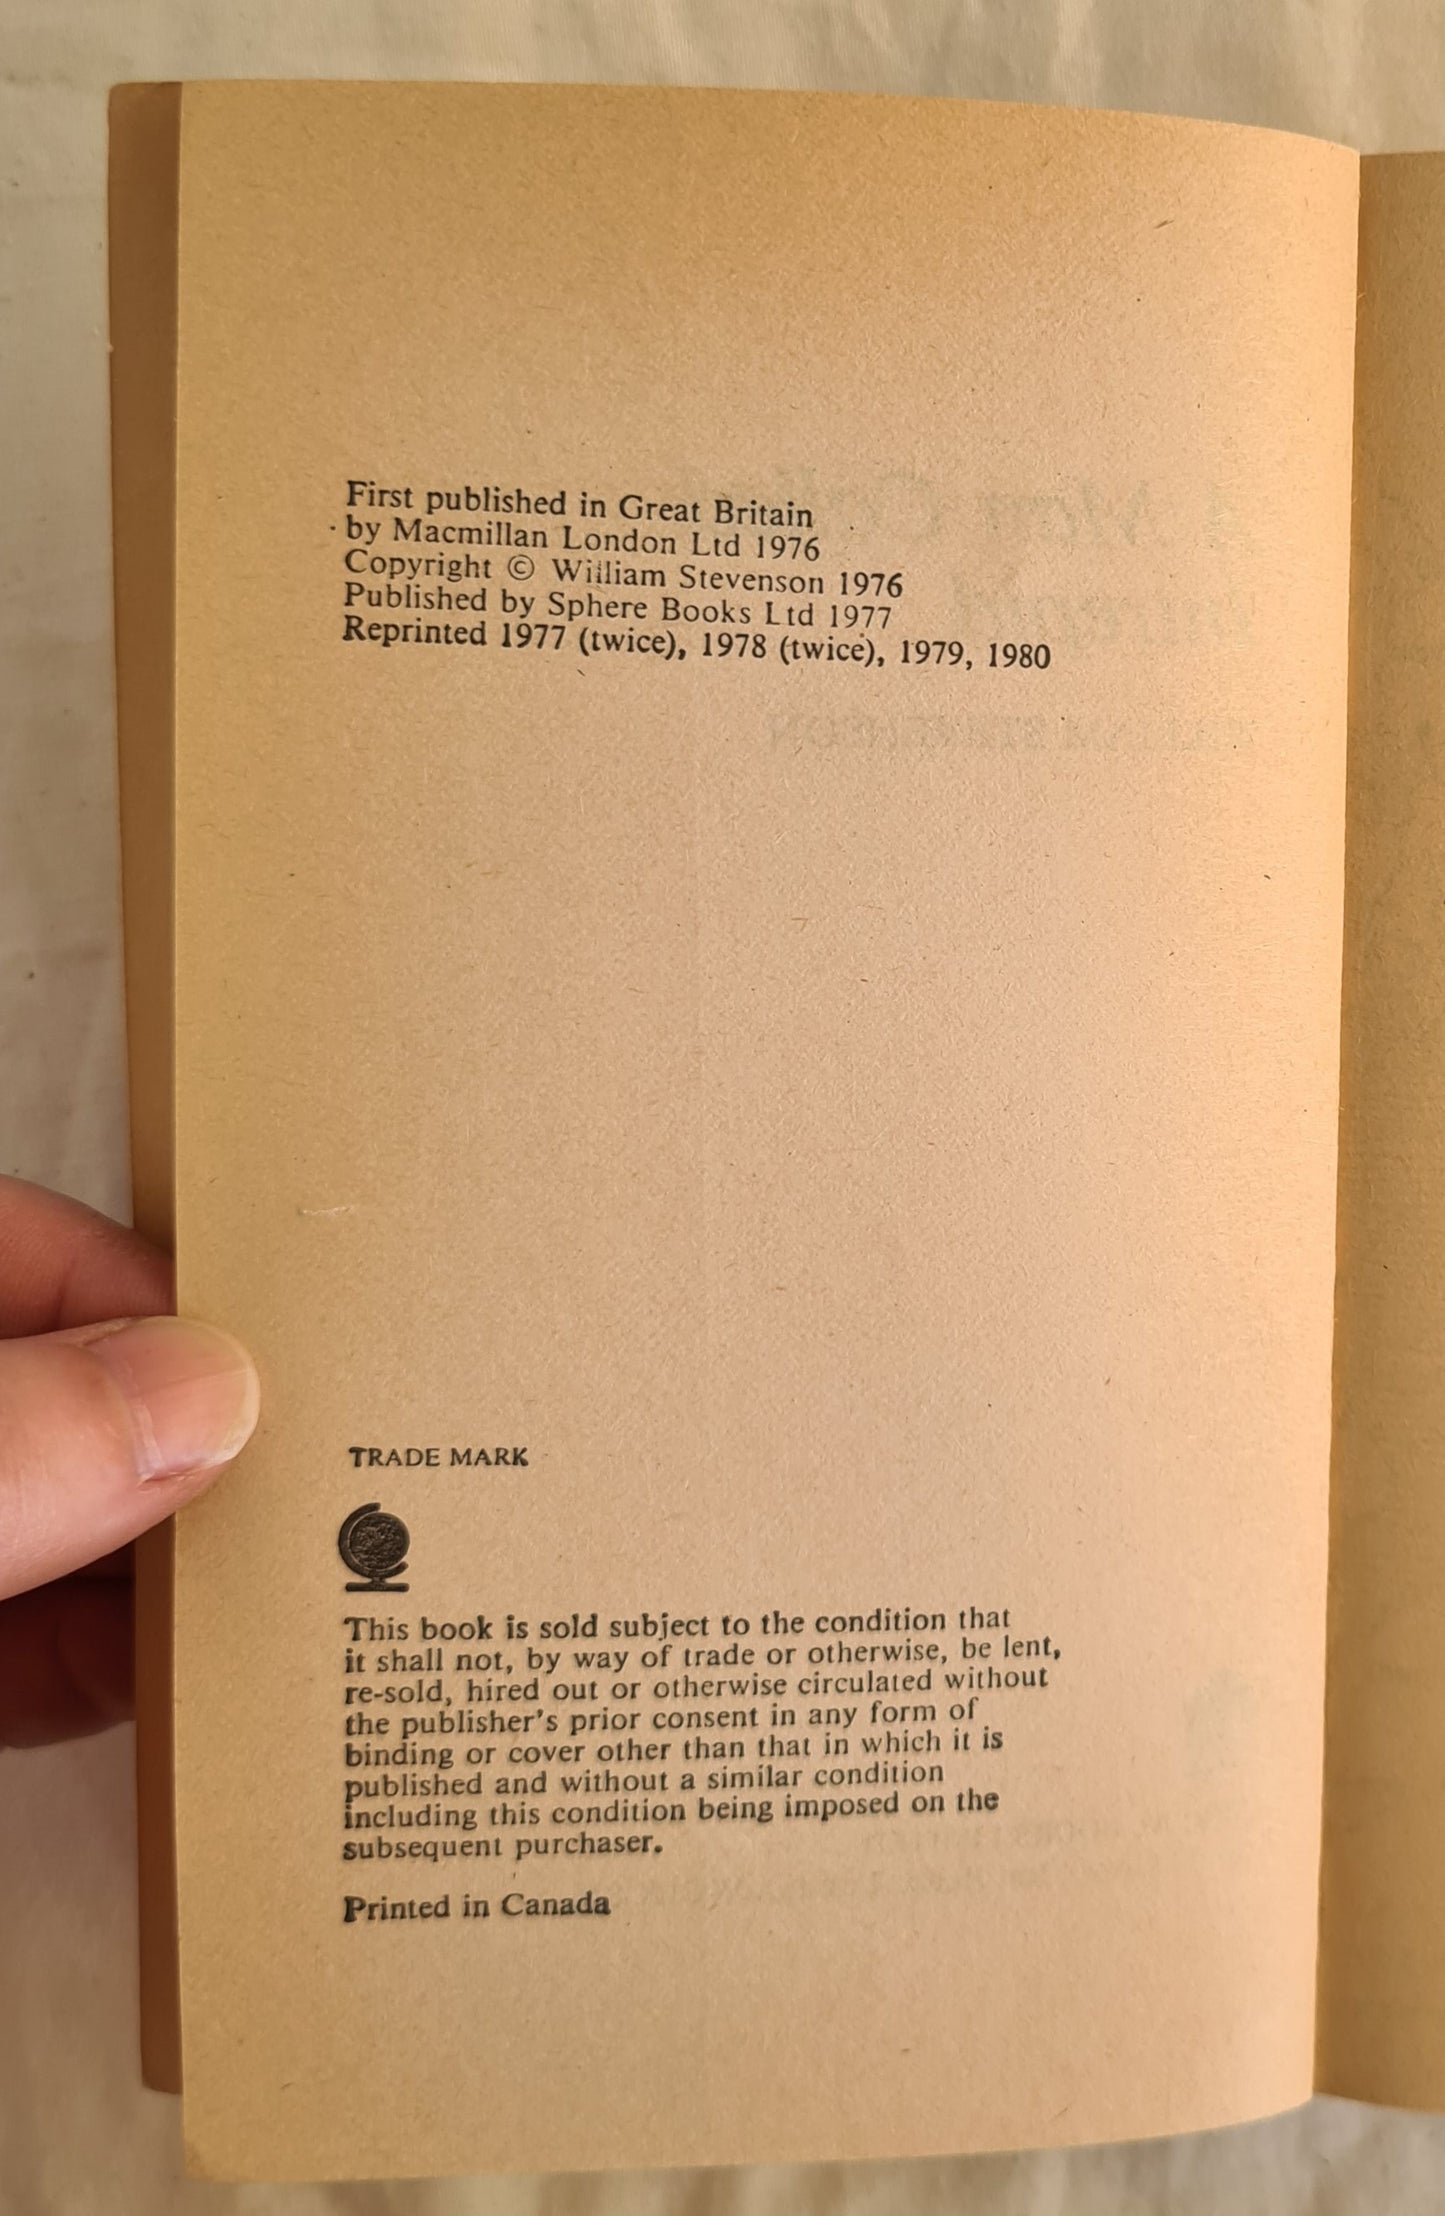 First published in Great Britain
by Macmillan London Ltd 1976
Copyright © William Stevenson 1976
Published by Sphere Books Ltd 1977
Reprinted 1977 (twice), 1978 (twice), 1979, 1980
TRADE MARK
This book is sold subject to the condition that
it shall not, by way of trade or otherwise, be lent,
re-sold, hired out or otherwise circulated without
the publisher's prior consent in any form of
binding or cover other than that in which it is
published and without a similar condition
including this condition being imposed on the
subsequent purchaser.
Printed in Canada